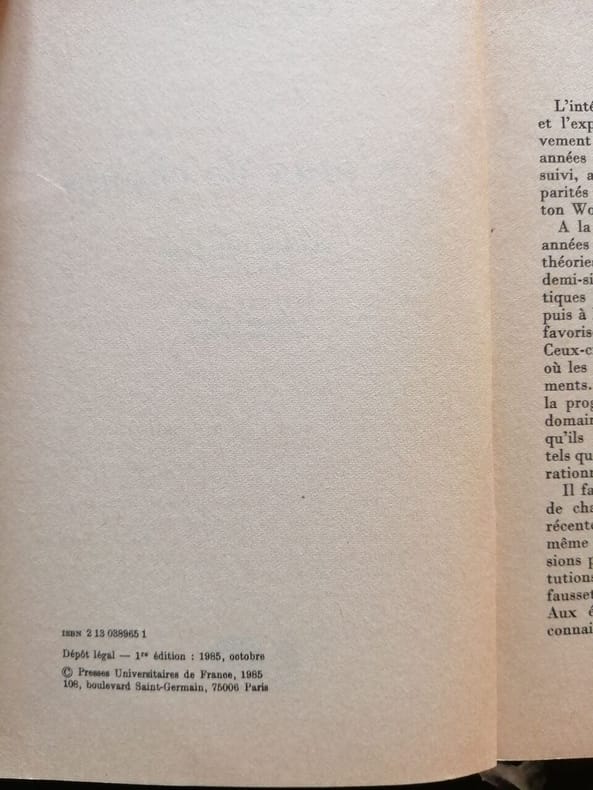 ISBN 2 13 038965 1
Dépôt légal — 1re édition : 1985, octobre
© Presses Universitaires de France, 1985
108, boulevard Saint-Germain, 75006 Paris
L'inté
et l'exp
vement
années
suivi, a
parités
ton Wo
A la
années
théories
demi-si
tiques
puis à
favoris
Ceux-c
où les
ments.
la prog
domain
qu'ils
tels qu
rationn
Il fa
de cha
récente
même
sions p
tutions
fausset
Aux é
connai